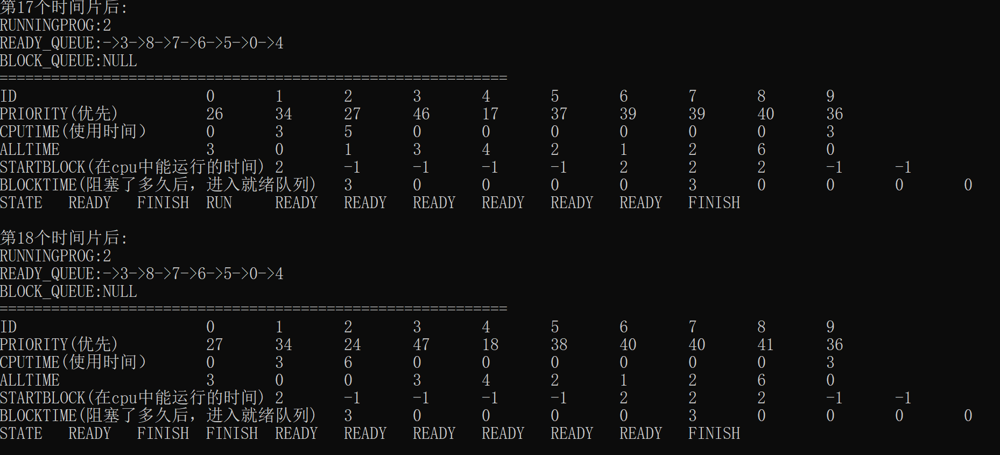 第17个时间片后:
RUNNINGPROG:2
READY_QUEUE:->3->8->7->6->5->0->4
BLOCK_QUEUE:NULL
===========================================================
ID 0 1 2 3 4 5 6 7 8 9
PRIORITY(优先) 26 34 27 46 17 37 39 39 40 36
CPUTIME(使用时间） 0 3 5 0 0 0 0 0 0 3
ALLTIME 3 0 1 3 4 2 1 2 6 0
STARTBLOCK(在cpu中能运行的时间) 2 -1 -1 -1 -1 2 2 2 -1 -1
BLOCKTIME(阻塞了多久后，进入就绪队列) 3 0 0 0 0 3 0 0 0 0
STATE READY FINISH RUN READY READY READY READY READY READY FINISH
第18个时间片后:
RUNNINGPROG:2
READY_QUEUE:->3->8->7->6->5->0->4
BLOCK_QUEUE:NULL
===========================================================
ID 0 1 2 3 4 5 6 7 8 9
PRIORITY(优先) 27 34 24 47 18 38 40 40 41 36
CPUTIME(使用时间） 0 3 6 0 0 0 0 0 0 3
ALLTIME 3 0 0 3 4 2 1 2 6 0
STARTBLOCK(在cpu中能运行的时间) 2 -1 -1 -1 -1 2 2 2 -1 -1
BLOCKTIME(阻塞了多久后，进入就绪队列) 3 0 0 0 0 3 0 0 0 0
STATE READY FINISH FINISH READY READY READY READY READY READY FINISH